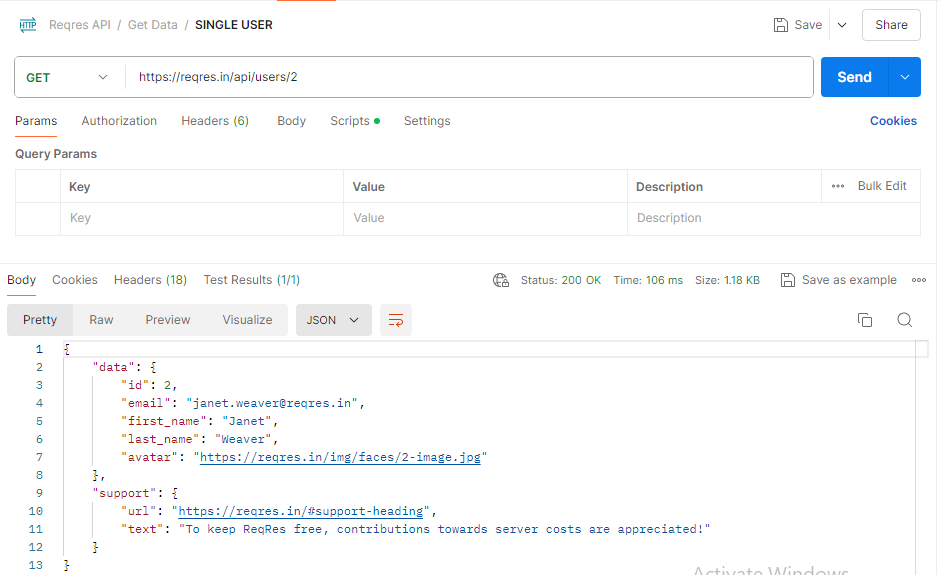 HTTP Reqres API / Get Data / SINGLE USER Save Share
GET https://reqres.in/api/users/2 Send
Params Authorization Headers (6) Body Scripts Settings Cookies
Query Params
Key Value Description ••• Bulk Edit
Key Value Description
Body Cookies Headers (18) Test Results (1/1) Status: 200 OK Time: 106 ms Size: 1.18 KB Save as example
Pretty Raw Preview Visualize JSON
1 {
2 "data": {
3 "id": 2,
4 "email": "janet.weaver@reqres.in",
5 "first_name": "Janet",
6 "last_name": "Weaver",
7 "avatar": "https://reqres.in/img/faces/2-image.jpg"
8 },
9 "support": {
10 "url": "https://reqres.in/#support-heading",
11 "text": "To keep ReqRes free, contributions towards server costs are appreciated!"
12 }
13 }
Activate Windows